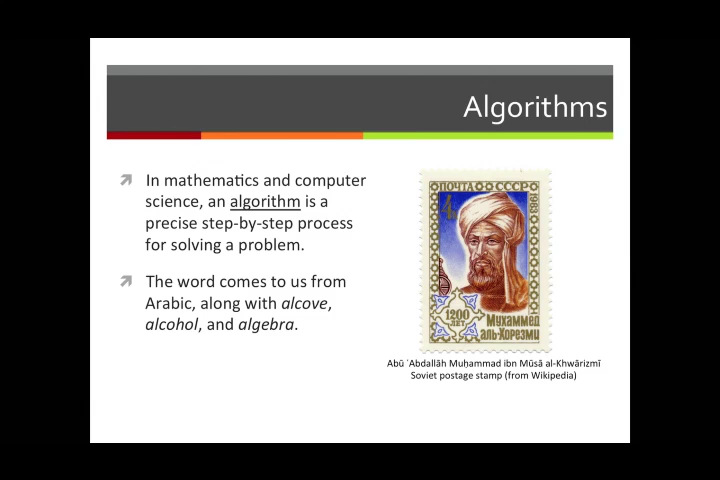 Algorithms
In mathematics and computer
science, an algorithm is a
precise step-by-step process
for solving a problem.
The word comes to us from
Arabic, along with alcove,
alcohol, and algebra.
ПОЧТА СССР
1983
4к
1200
ЛЕТ
Мухаммед
аль-Хорезми
Abū ʿAbdallāh Muḥammad ibn Mūsā al-Khwārizmī
Soviet postage stamp (from Wikipedia)